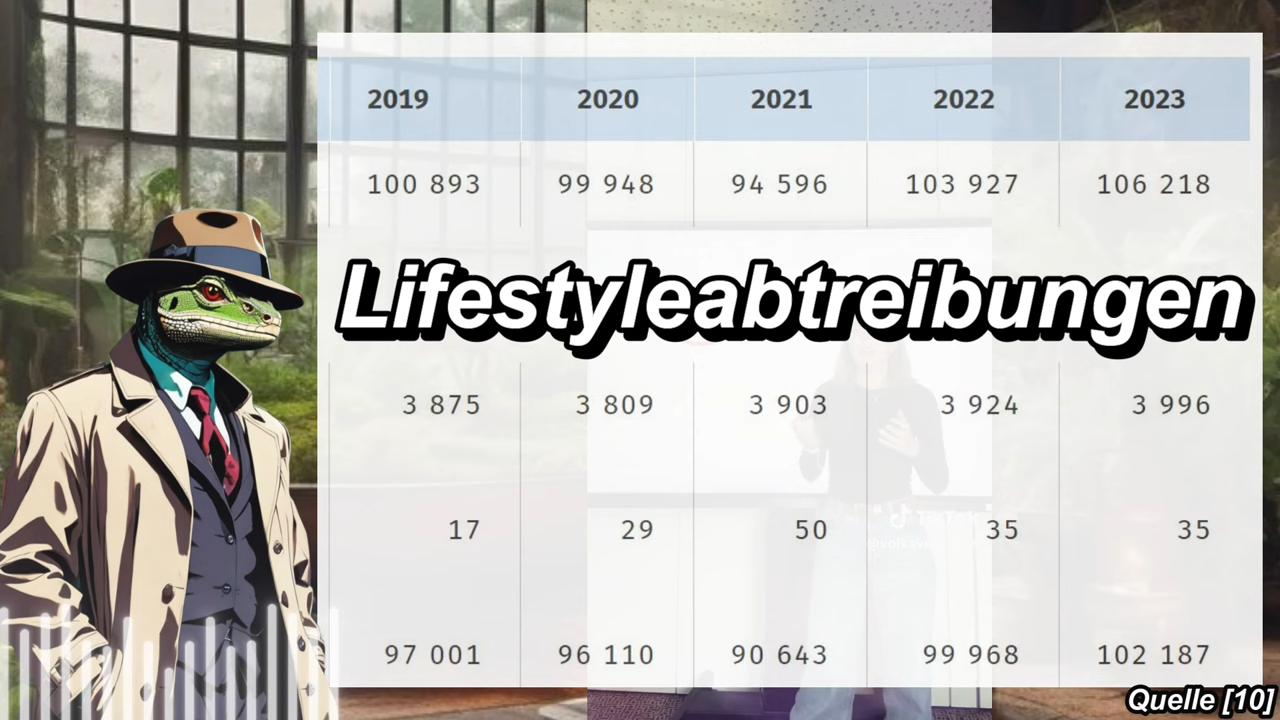 2019 2020 2021 2022 2023
100 893 99 948 94 596 103 927 106 218
Lifestyleabtreibungen
3 875 3 809 3 903 3 924 3 996
17 29 50 35 35
97 001 96 110 90 643 99 968 102 187
Quelle [10]